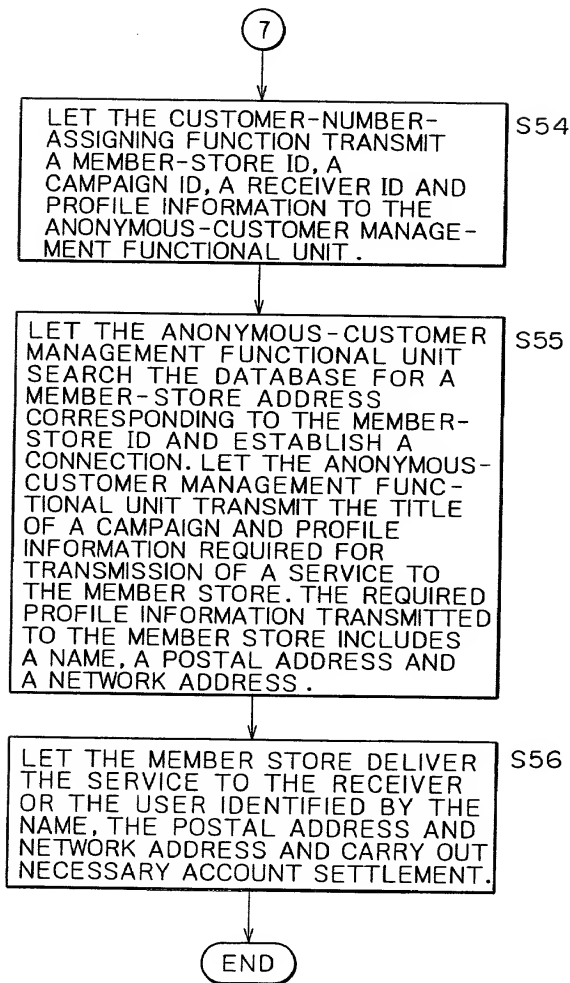 7
LET THE CUSTOMER-NUMBER-
ASSIGNING FUNCTION TRANSMIT
A MEMBER-STORE ID, A
CAMPAIGN ID, A RECEIVER ID AND
PROFILE INFORMATION TO THE
ANONYMOUS-CUSTOMER MANAGE-
MENT FUNCTIONAL UNIT.
S54
LET THE ANONYMOUS-CUSTOMER
MANAGEMENT FUNCTIONAL UNIT
SEARCH THE DATABASE FOR A
MEMBER-STORE ADDRESS
CORRESPONDING TO THE MEMBER-
STORE ID AND ESTABLISH A
CONNECTION. LET THE ANONYMOUS-
CUSTOMER MANAGEMENT FUNC-
TIONAL UNIT TRANSMIT THE TITLE
OF A CAMPAIGN AND PROFILE
INFORMATION REQUIRED FOR
TRANSMISSION OF A SERVICE TO
THE MEMBER STORE. THE REQUIRED
PROFILE INFORMATION TRANSMITTED
TO THE MEMBER STORE INCLUDES
A NAME, A POSTAL ADDRESS AND
A NETWORK ADDRESS.
S55
LET THE MEMBER STORE DELIVER
THE SERVICE TO THE RECEIVER
OR THE USER IDENTIFIED BY THE
NAME, THE POSTAL ADDRESS AND
NETWORK ADDRESS AND CARRY OUT
NECESSARY ACCOUNT SETTLEMENT.
S56
END